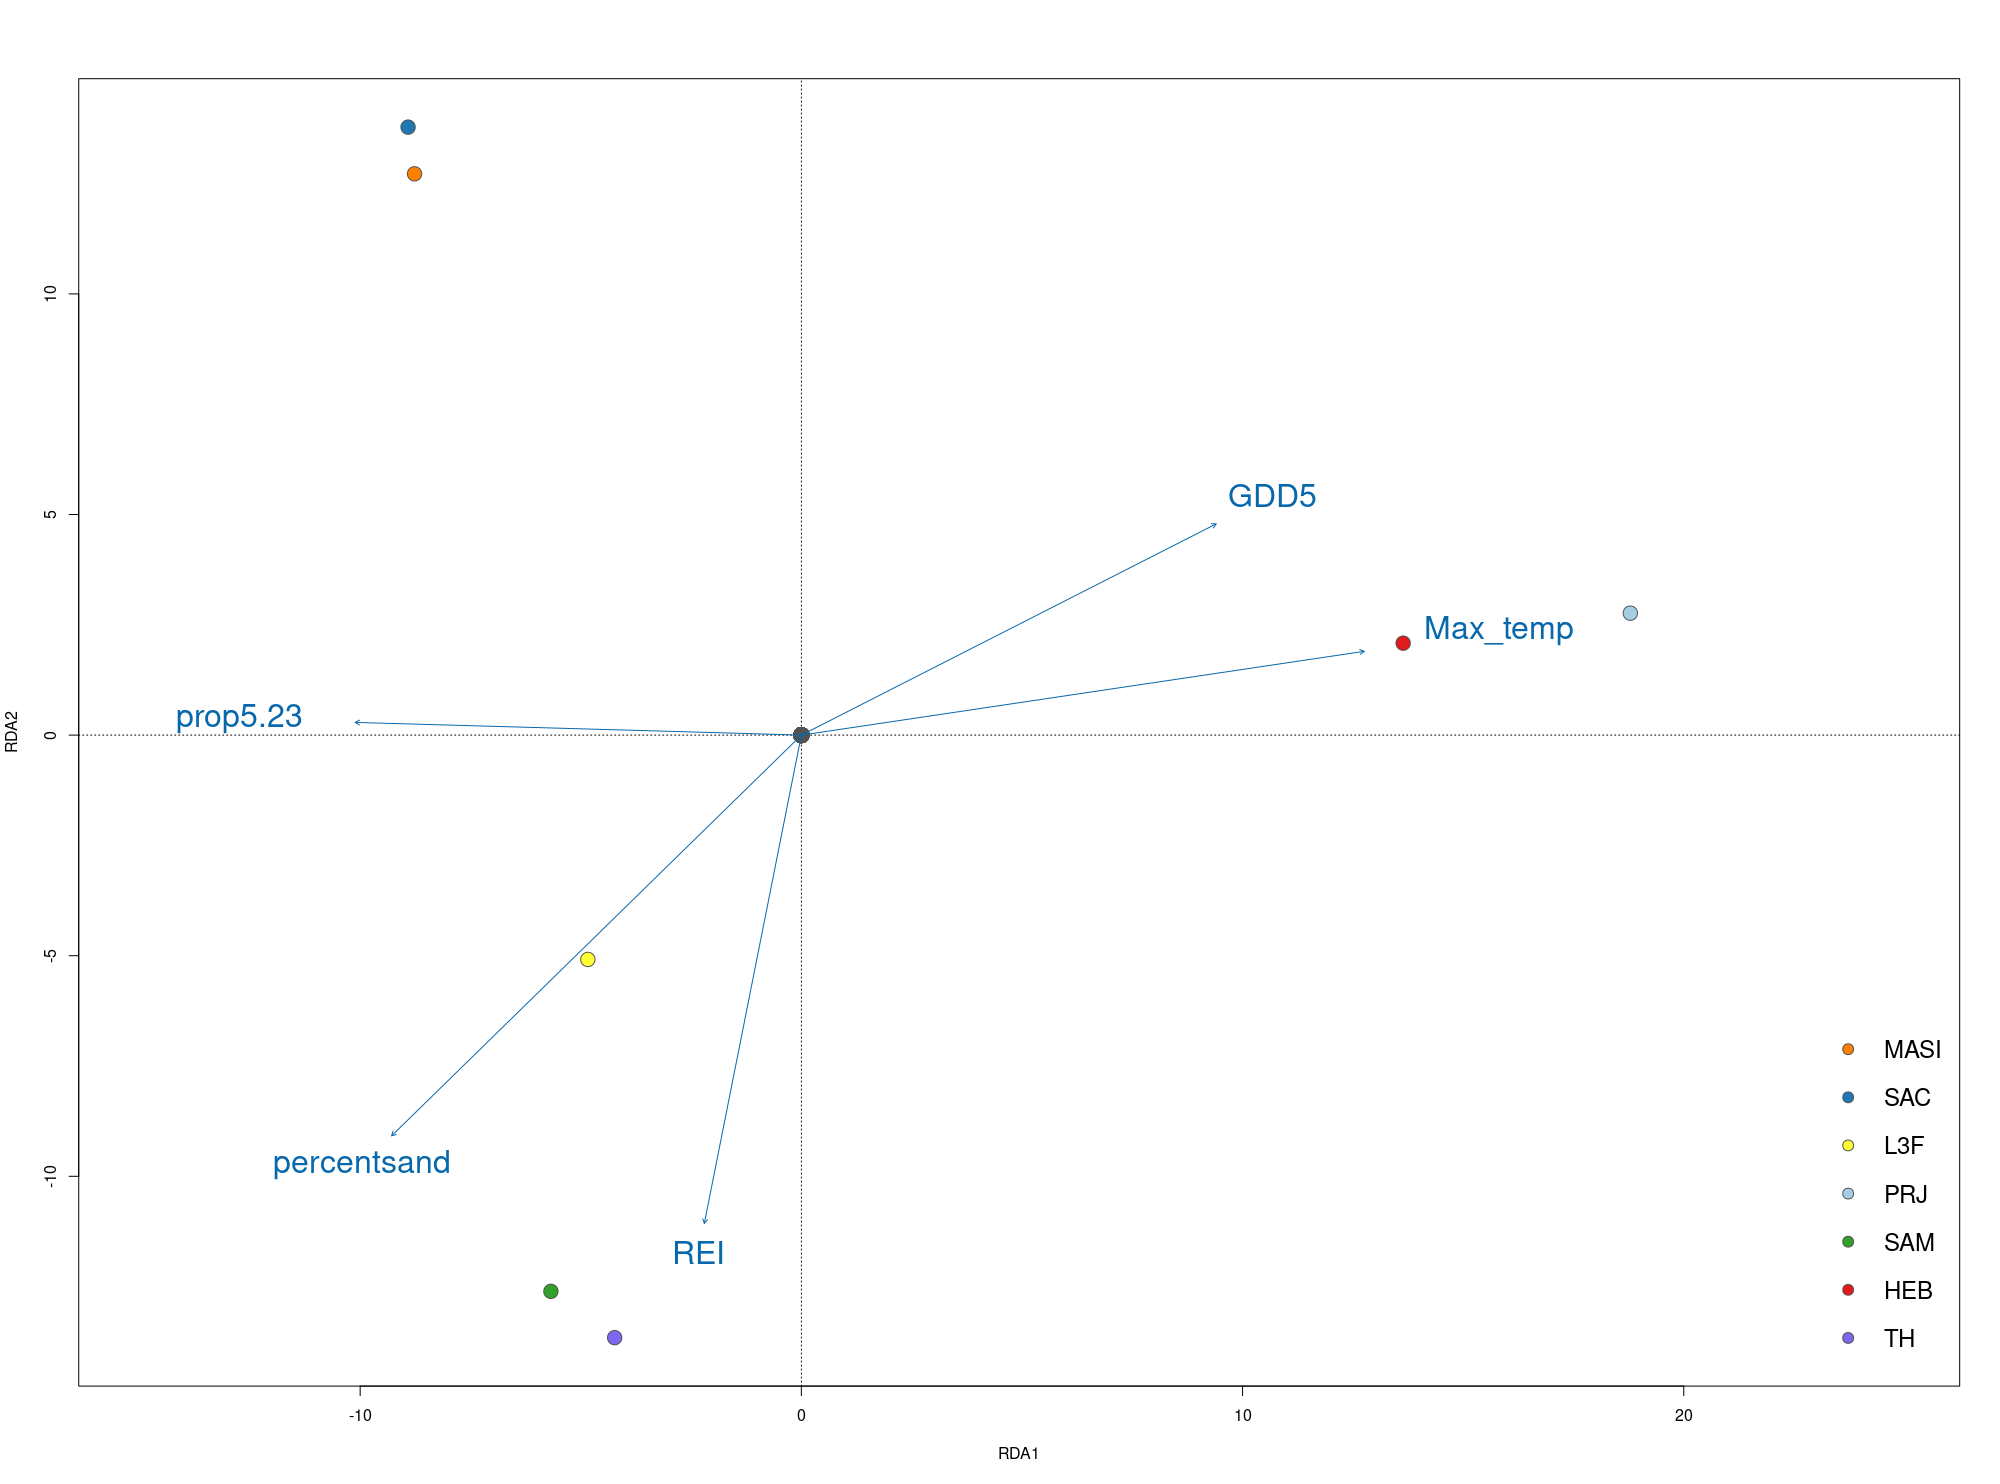 10
5
0
-5
-10
RDA2
GDD5
Max_temp
prop5.23
percentsand
REI
MASI
SAC
L3F
PRJ
SAM
HEB
TH
-10 0 10 20
RDA1